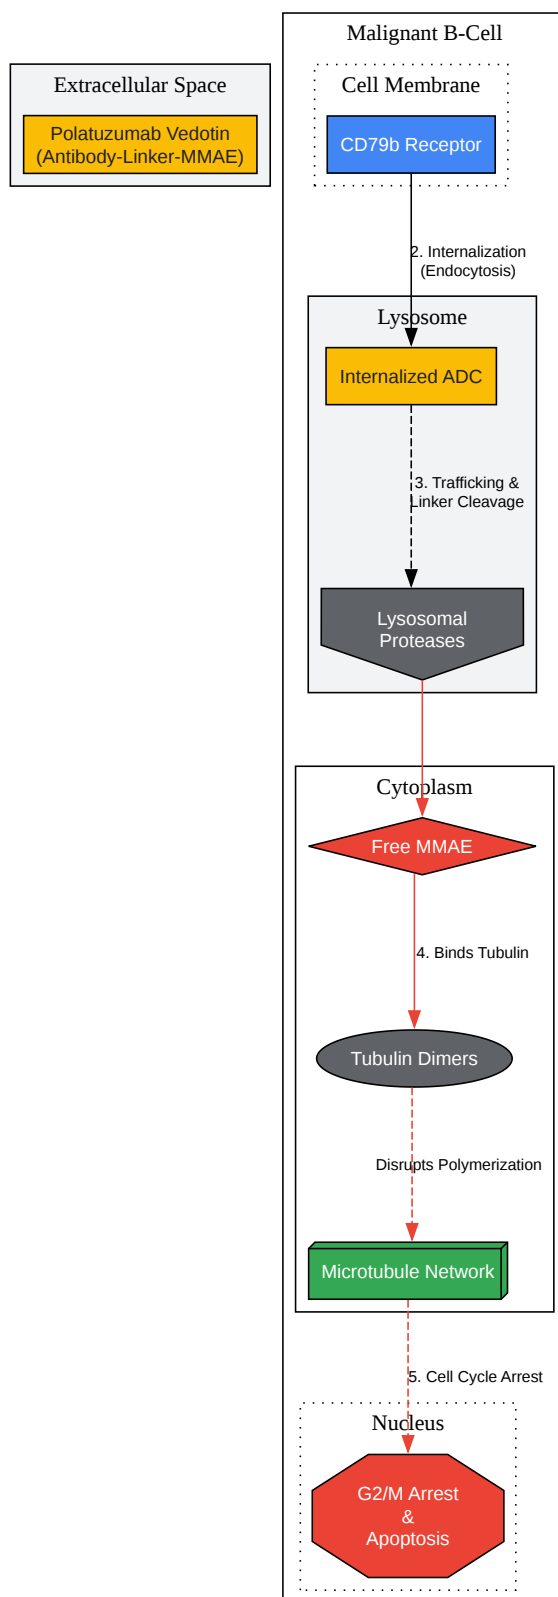 Malignant B-Cell
Extracellular Space
Polatuzumab Vedotin
(Antibody-Linker-MMAE)
Cell Membrane
CD79b Receptor
2. Internalization
(Endocytosis)
Lysosome
Internalized ADC
3. Trafficking &
Linker Cleavage
Lysosomal
Proteases
Cytoplasm
Free MMAE
4. Binds Tubulin
Tubulin Dimers
Disrupts Polymerization
Microtubule Network
5. Cell Cycle Arrest
Nucleus
G2/M Arrest
&
Apoptosis